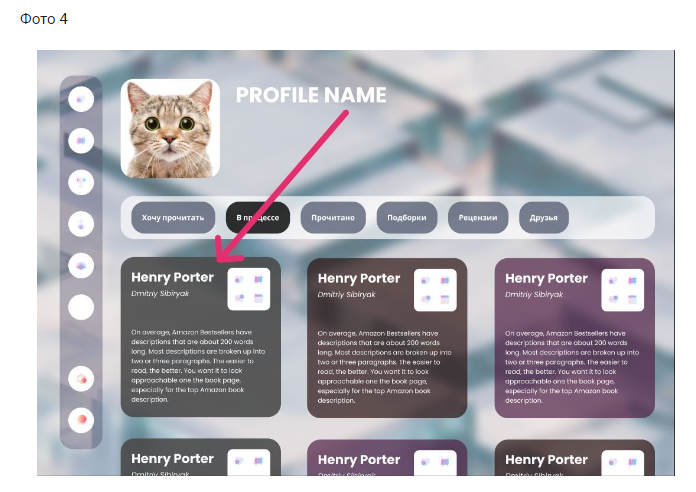 Фото 4
PROFILE NAME
Хочу прочитать
В процессе
Прочитано
Подборки
Рецензии
Друзья
Henry Porter
Dmitriy Sibiryak
On average, Amazon Bestsellers have
descriptions that are about 200 words
long. Most descriptions are broken up into
two or three paragraphs. The easier to
read, the better. You want it to look
approachable one the book page,
especially for the top Amazon book
description.
Henry Porter
Dmitriy Sibiryak
On average, Amazon Bestsellers have
descriptions that are about 200 words
long. Most descriptions are broken up into
two or three paragraphs. The easier to
read, the better. You want it to look
approachable one the book page,
especially for the top Amazon book
description.
Henry Porter
Dmitriy Sibiryak
On average, Amazon Bestsellers have
descriptions that are about 200 words
long. Most descriptions are broken up into
two or three paragraphs. The easier to
read, the better. You want it to look
approachable one the book page,
especially for the top Amazon book
description.
Henry Porter
Dmitriy Sibiryak
Henry Porter
Dmitriy Sibiryak
Henry Porter
Dmitriy Sibiryak